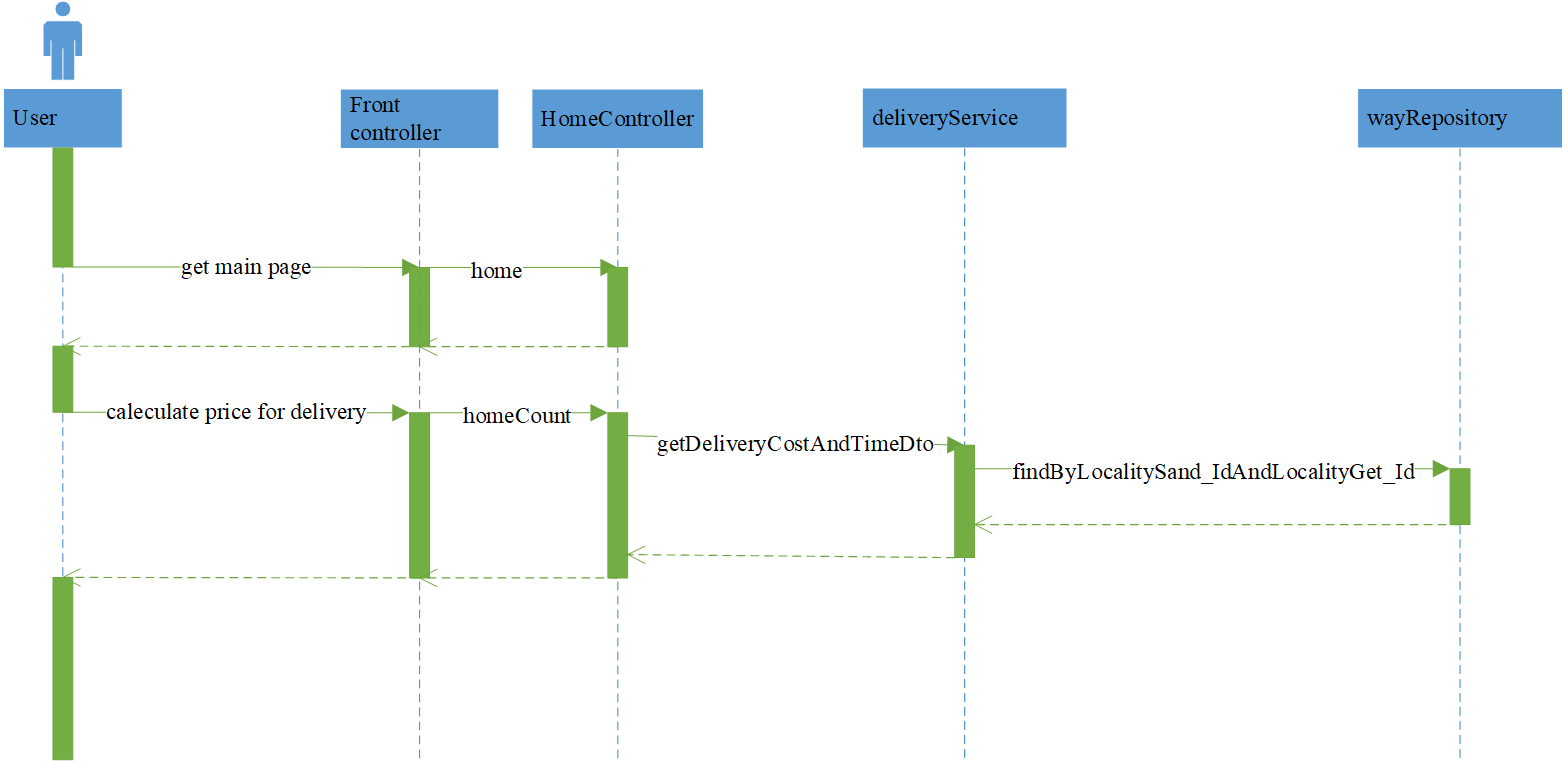 User
Front
controller
HomeController
deliveryService
wayRepository
get main page
home
caleculate price for delivery
homeCount
getDeliveryCostAndTimeDto
findByLocalitySand_IdAndLocalityGet_Id